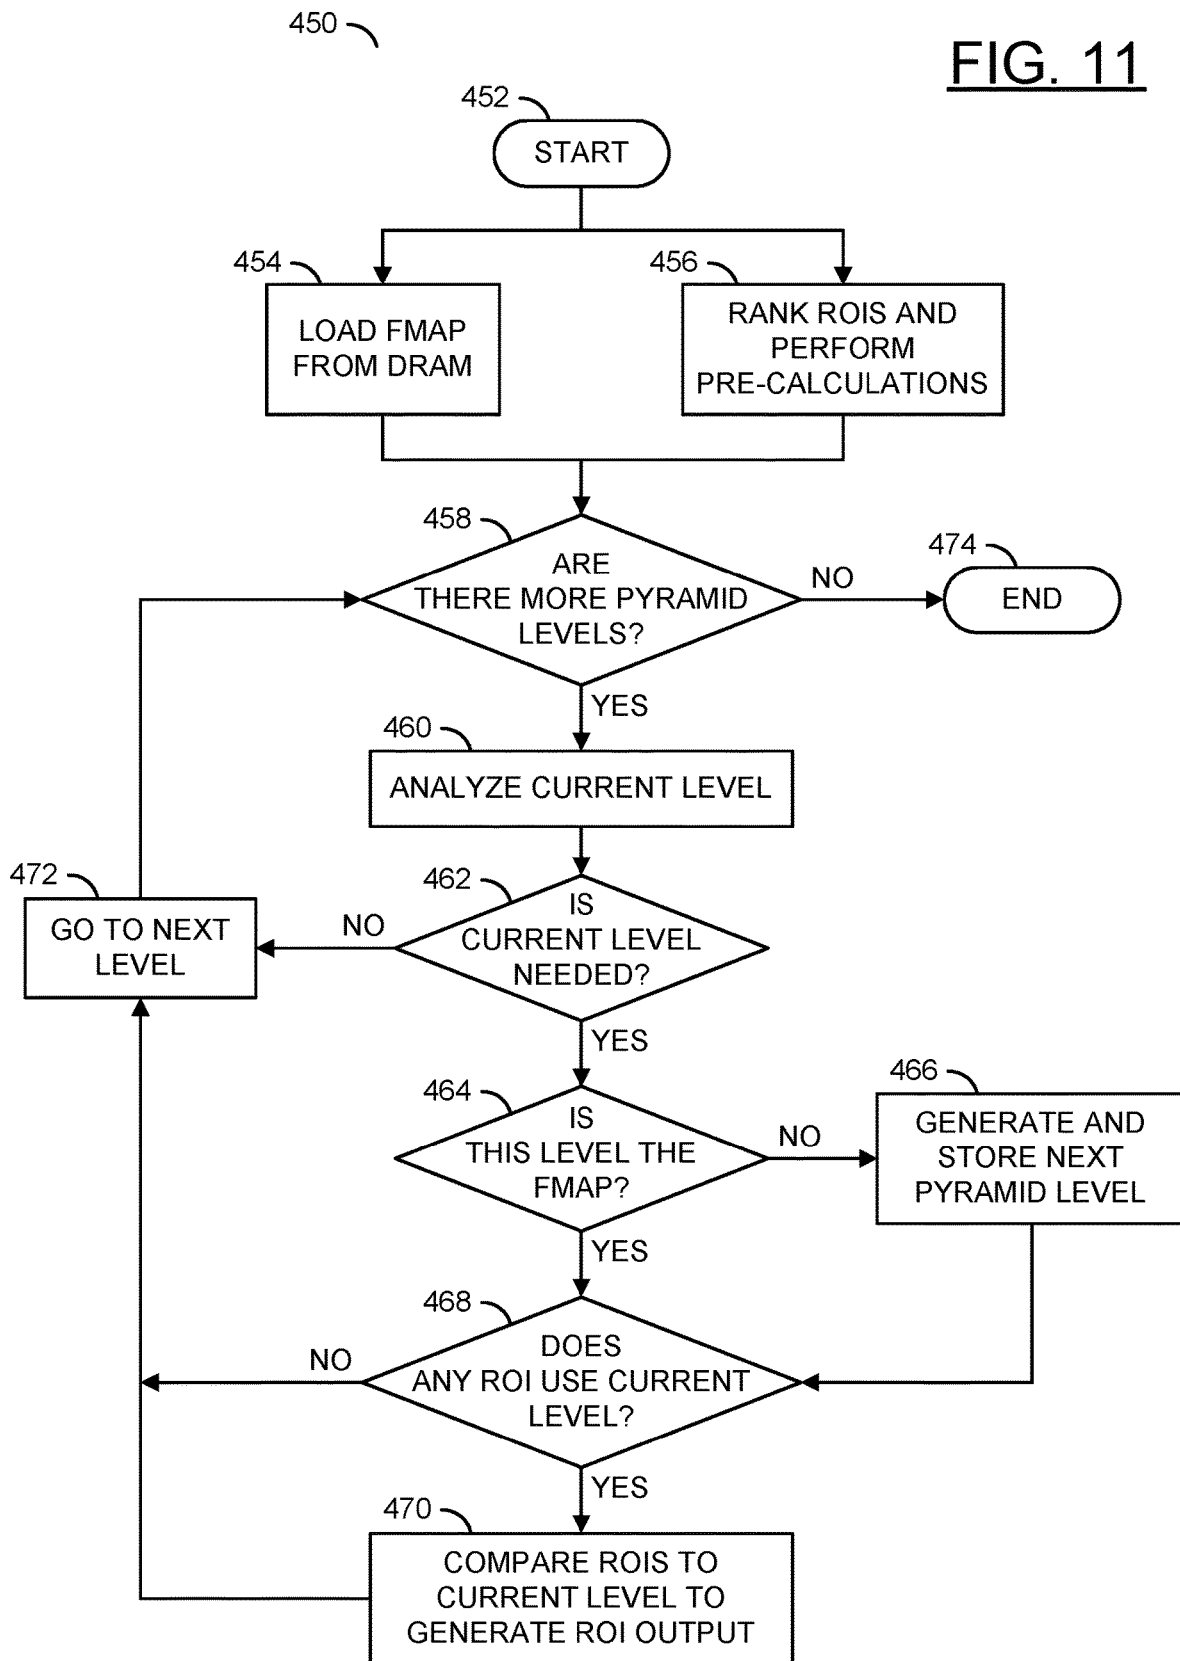 450
FIG. 11
452
START
454
LOAD FMAP
FROM DRAM
456
RANK ROIS AND
PERFORM
PRE-CALCULATIONS
458
ARE
THERE MORE PYRAMID
LEVELS?
NO
474
END
YES
460
ANALYZE CURRENT LEVEL
462
IS
CURRENT LEVEL
NEEDED?
NO
472
GO TO NEXT
LEVEL
YES
464
IS
THIS LEVEL THE
FMAP?
NO
466
GENERATE AND
STORE NEXT
PYRAMID LEVEL
YES
468
DOES
ANY ROI USE CURRENT
LEVEL?
NO
YES
470
COMPARE ROIS TO
CURRENT LEVEL TO
GENERATE ROI OUTPUT